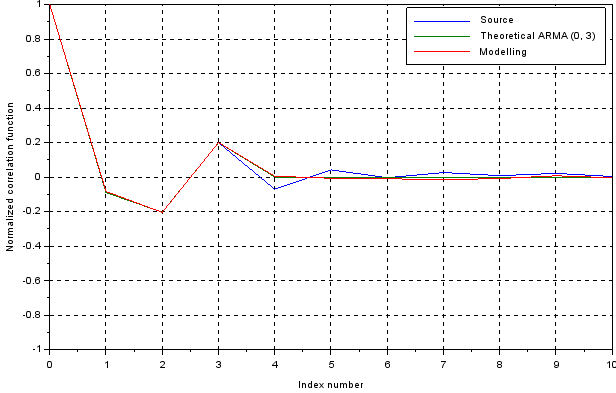 Source
Theoretical ARMA (0, 3)
Modelling
Normalized correlation function
1
0.8
0.6
0.4
0.2
0
-0.2
-0.4
-0.6
-0.8
-1
0 1 2 3 4 5 6 7 8 9 10
Index number